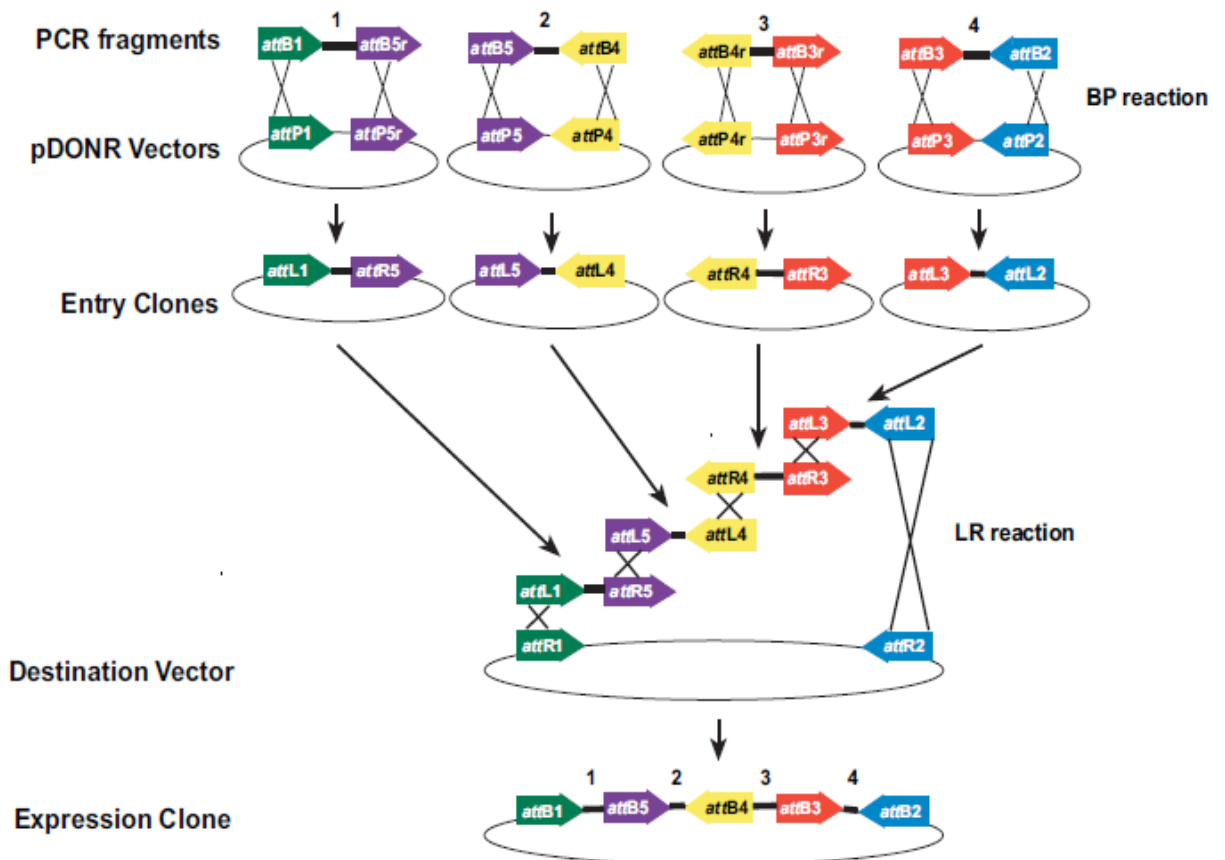 1 2 3 4
PCR fragments attB1 attB5r attB5 attB4 attB4r attB3r attB3 attB2
BP reaction
pDONR Vectors attP1 attP5r attP5 attP4 attP4r attP3r attP3 attP2
Entry Clones attL1 attR5 attL5 attL4 attR4 attR3 attL3 attL2
attL3 attL2
attR4 attR3
attL5 attL4 LR reaction
attL1 attR5
attR1 attR2
Destination Vector
1 2 3 4
Expression Clone attB1 attB5 attB4 attB3 attB2